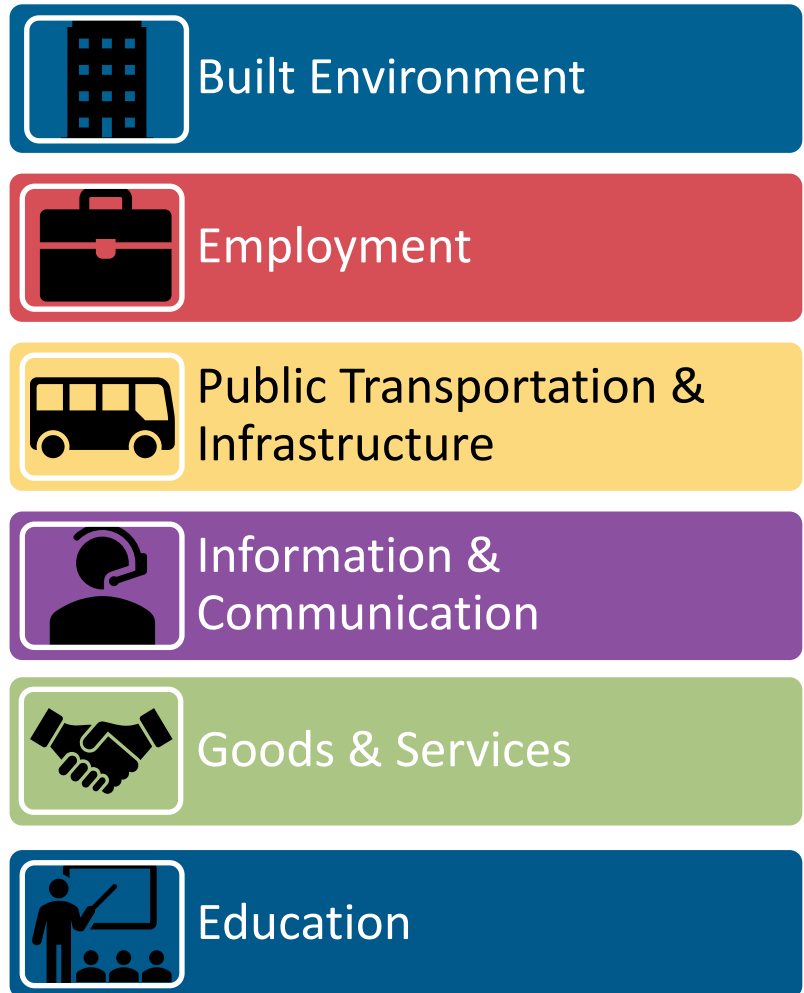 Built Environment
Employment
Public Transportation &
Infrastructure
Information &
Communication
Goods & Services
Education